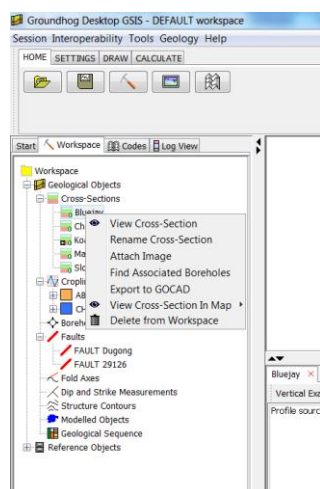 Groundhog Desktop GSIS - DEFAULT workspace
Session Interoperability Tools Geology Help
HOME SETTINGS DRAW CALCULATE
Start Workspace Codes Log View
Workspace
Geological Objects
Cross-Sections
Bluejay
View Cross-Section
Rename Cross-Section
Attach Image
Find Associated Boreholes
Export to GOCAD
View Cross-Section In Map
Delete from Workspace
Faults
FAULT Dugong
FAULT 29126
Fold Axes
Dip and Strike Measurements
Structure Contours
Modelled Objects
Geological Sequence
Reference Objects
Bluejay
Vertical Exa
Profile sourc